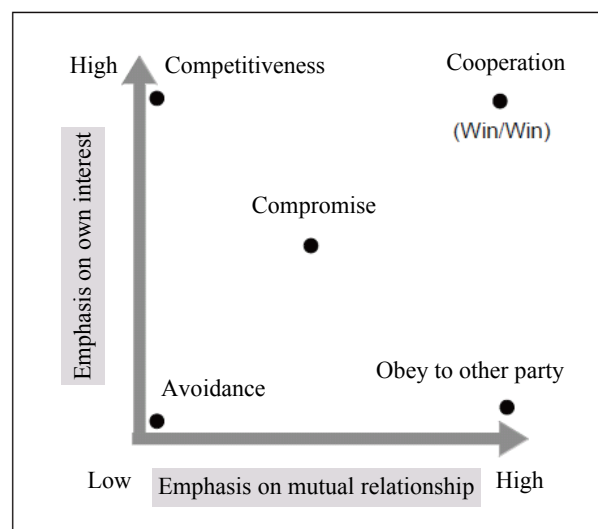 High
Competitiveness
Cooperation
(Win/Win)
Emphasis on own interest
Compromise
Avoidance
Obey to other party
Low
Emphasis on mutual relationship
High